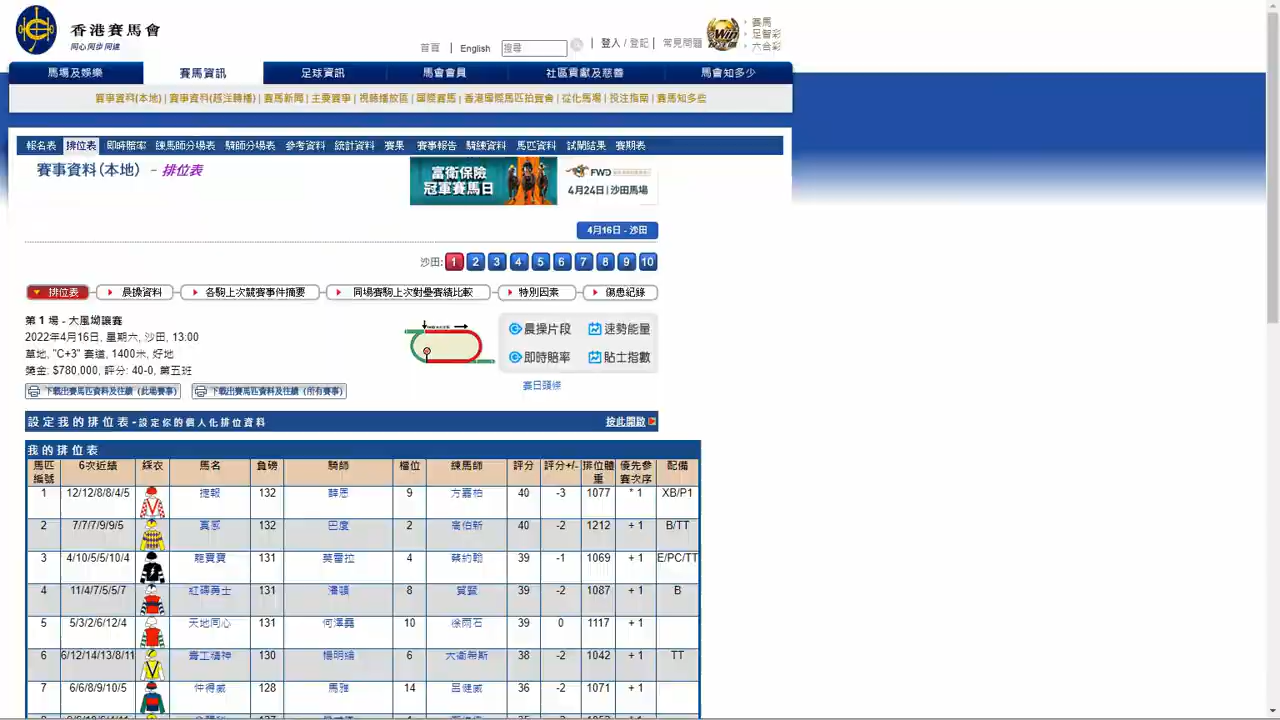 香港賽馬會
同心同步同進
首頁 | English 搜尋 | 登入 / 登記 | 常見問題
賽馬
足智彩
六合彩
馬場及娛樂 賽馬資訊 足球資訊 馬會會員 社區貢獻及慈善 馬會知多少
賽事資料(本地) | 賽事資料(越洋轉播) | 賽馬新聞 | 主要賽事 | 視聽播放區 | 國際賽馬 | 香港國際馬匹拍賣會 | 從化馬場 | 投注指南 | 賽馬知多些
報名表 排位表 即時賠率 練馬師分場表 騎師分場表 參考資料 統計資料 賽果 賽事報告 騎練資料 馬匹資料 試閘結果 賽期表
賽事資料(本地) - 排位表
富衛保險
冠軍賽馬日
FWD
4月24日 | 沙田馬場
4月16日 - 沙田
沙田: 1 2 3 4 5 6 7 8 9 10
排位表 晨操資料 各駒上次競賽事件摘要 同場賽駒上次對疊賽績比較 特別因素 傷患紀錄
第 1 場 - 大風坳讓賽
2022年4月16日, 星期六, 沙田, 13:00
草地, "C+3" 賽道, 1400米, 好地
獎金: $780,000, 評分: 40-0, 第五班
晨操片段 速勢能量
即時賠率 貼士指數
賽日頭條
下載出賽馬匹資料及往績 (此場賽事) 下載出賽馬匹資料及往績 (所有賽事)
設定我的排位表-設定你的個人化排位資料 按此開啟
我的排位表
馬匹編號 6次近績 綵衣 馬名 負磅 騎師 檔位 練馬師 評分 評分+/- 排位體重 優先參賽次序 配備
1 12/12/8/8/4/5 捷報 132 薛恩 9 方嘉柏 40 -3 1077 * 1 XB/P1
2 7/7/7/9/9/5 真感 132 巴度 2 高伯新 40 -2 1212 + 1 B/TT
3 4/10/5/5/10/4 龍寶寶 131 莫雷拉 4 蔡約翰 39 -1 1069 + 1 E/PC/TT
4 11/4/7/5/5/7 紅磚勇士 131 潘頓 8 賀賢 39 -2 1087 + 1 B
5 5/3/2/6/12/4 天地同心 131 何澤堯 10 徐雨石 39 0 1117 + 1
6 6/12/14/13/8/11 壽工精神 130 楊明綸 6 大衛希斯 38 -2 1042 + 1 TT
7 6/6/8/9/10/5 仲得威 128 馬雅 14 呂健威 36 -2 1071 + 1